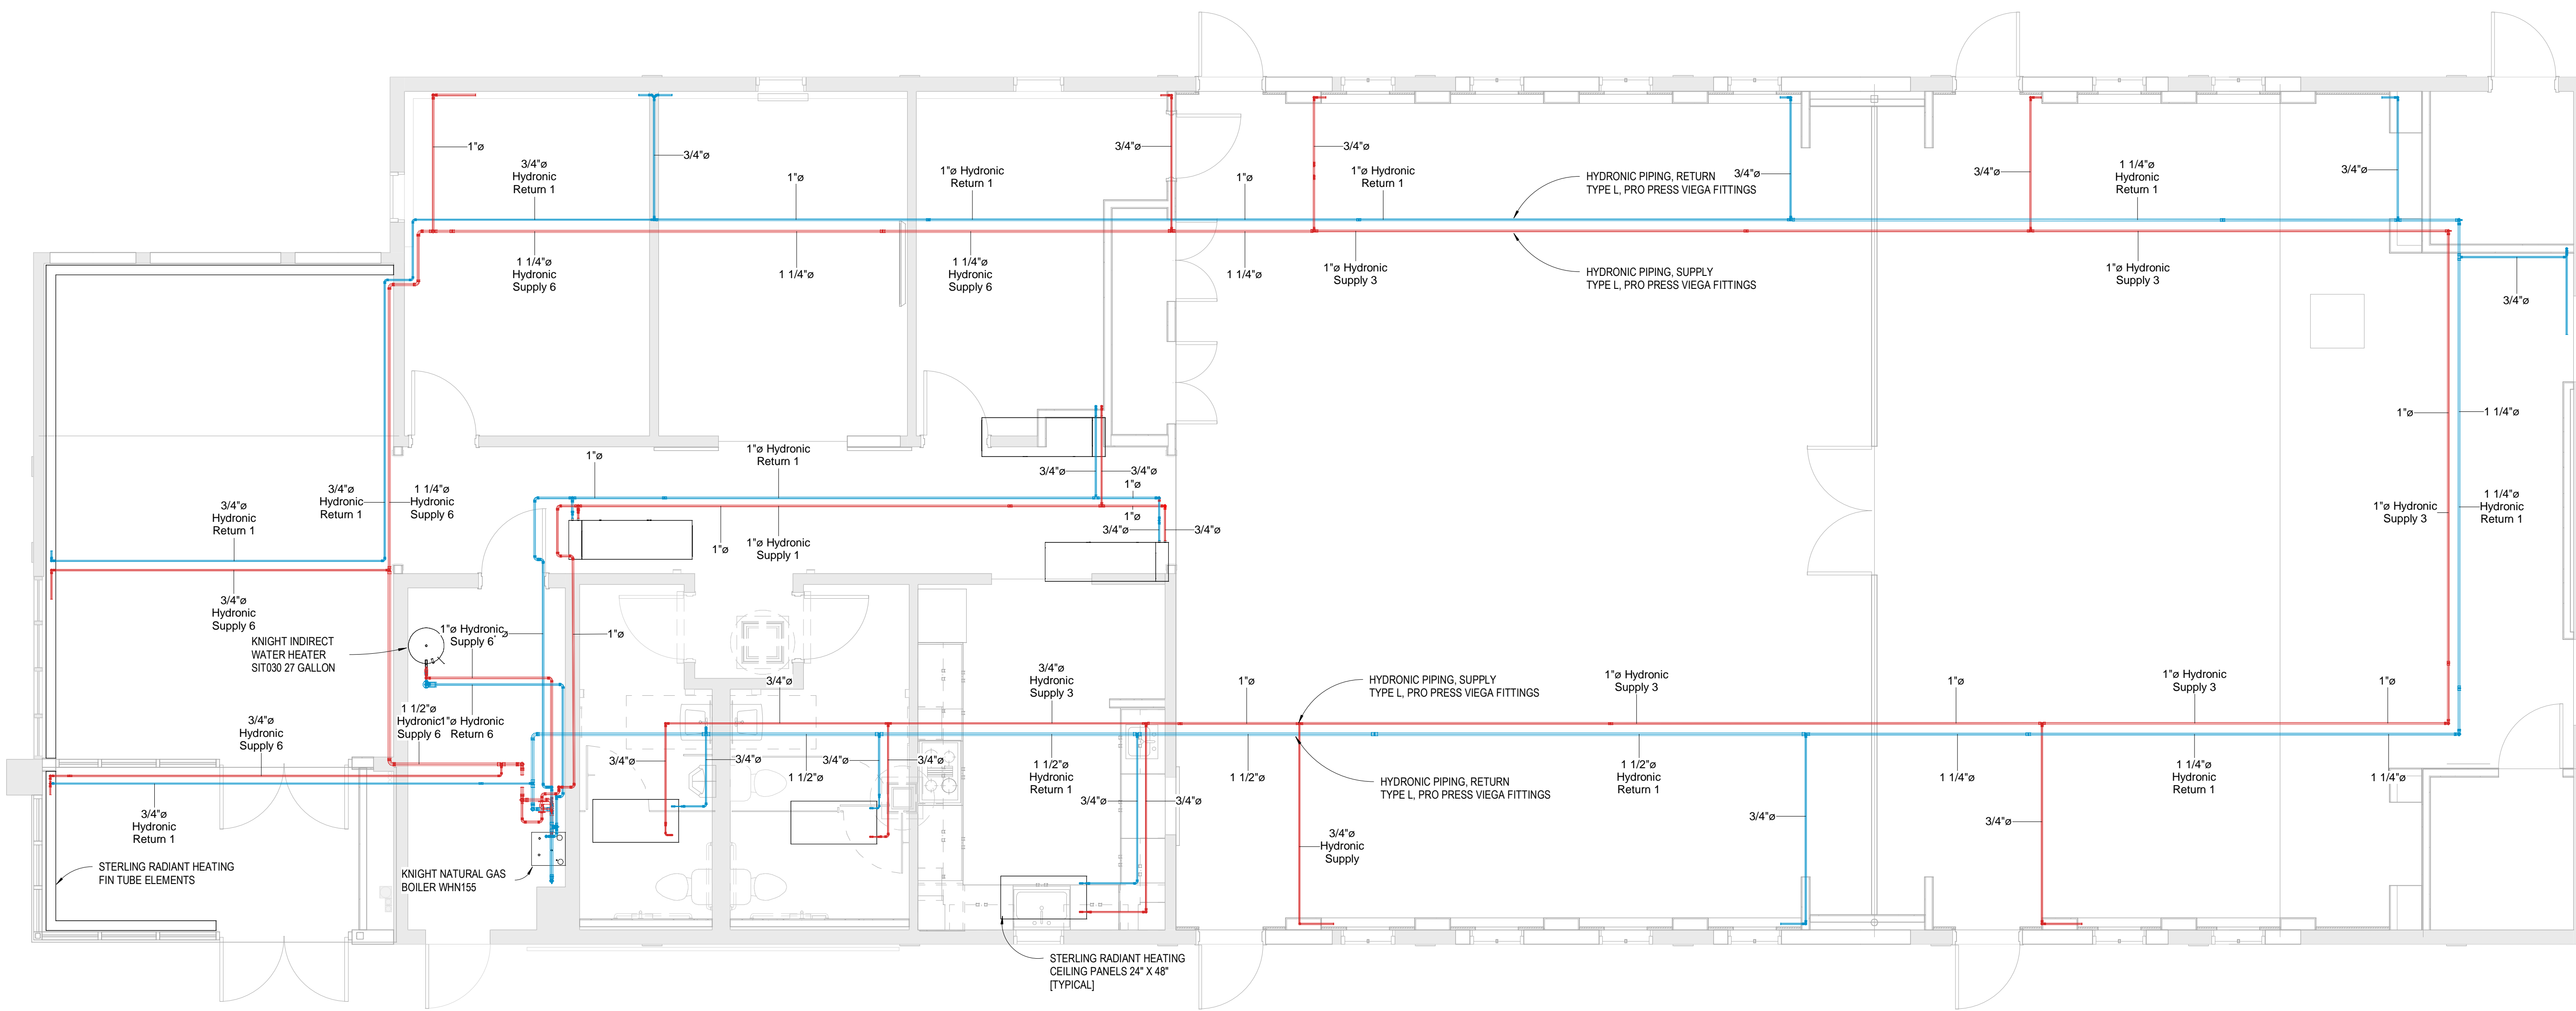 1"ø
3/4"ø
Hydronic
Return 1
3/4"ø
1"ø
1"ø Hydronic
Return 1
3/4"ø
1"ø
3/4"ø
1"ø Hydronic
Return 1
HYDRONIC PIPING, RETURN
TYPE L, PRO PRESS VIEGA FITTINGS
3/4"ø
3/4"ø
1 1/4"ø
Hydronic
Return 1
3/4"ø
1 1/4"ø
Hydronic
Supply 6
1 1/4"ø
1 1/4"ø
Hydronic
Supply 6
1 1/4"ø
1"ø Hydronic
Supply 3
HYDRONIC PIPING, SUPPLY
TYPE L, PRO PRESS VIEGA FITTINGS
1"ø Hydronic
Supply 3
3/4"ø
1"ø
1 1/4"ø
3/4"ø
Hydronic
Return 1
3/4"ø
Hydronic
Return 1
1 1/4"ø
Hydronic
Supply 6
1"ø
1"ø Hydronic
Return 1
3/4"ø
3/4"ø
1"ø
1"ø
3/4"ø
3/4"ø
1"ø
1"ø Hydronic
Supply 1
1"ø Hydronic
Supply 3
1 1/4"ø
Hydronic
Return 1
3/4"ø
Hydronic
Supply 6
KNIGHT INDIRECT
WATER HEATER
SIT030 27 GALLON
1"ø Hydronic
Supply 6
1"ø
1 1/2"ø
Hydronic
Supply 6
1"ø Hydronic
Return 6
3/4"ø
Hydronic
Supply 6
3/4"ø
3/4"ø
Hydronic
Supply 3
1"ø
HYDRONIC PIPING, SUPPLY
TYPE L, PRO PRESS VIEGA FITTINGS
1"ø Hydronic
Supply 3
1"ø
1"ø Hydronic
Supply 3
1"ø
3/4"ø
3/4"ø
1 1/2"ø
3/4"ø
3/4"ø
1 1/2"ø
Hydronic
Return 1
1 1/2"ø
HYDRONIC PIPING, RETURN
TYPE L, PRO PRESS VIEGA FITTINGS
1 1/2"ø
Hydronic
Return 1
1 1/4"ø
1 1/4"ø
Hydronic
Return 1
1 1/4"ø
3/4"ø
Hydronic
Return 1
3/4"ø
3/4"ø
3/4"ø
Hydronic
Supply
3/4"ø
3/4"ø
STERLING RADIANT HEATING
FIN TUBE ELEMENTS
KNIGHT NATURAL GAS
BOILER WHN155
STERLING RADIANT HEATING
CEILING PANELS 24" X 48"
[TYPICAL]